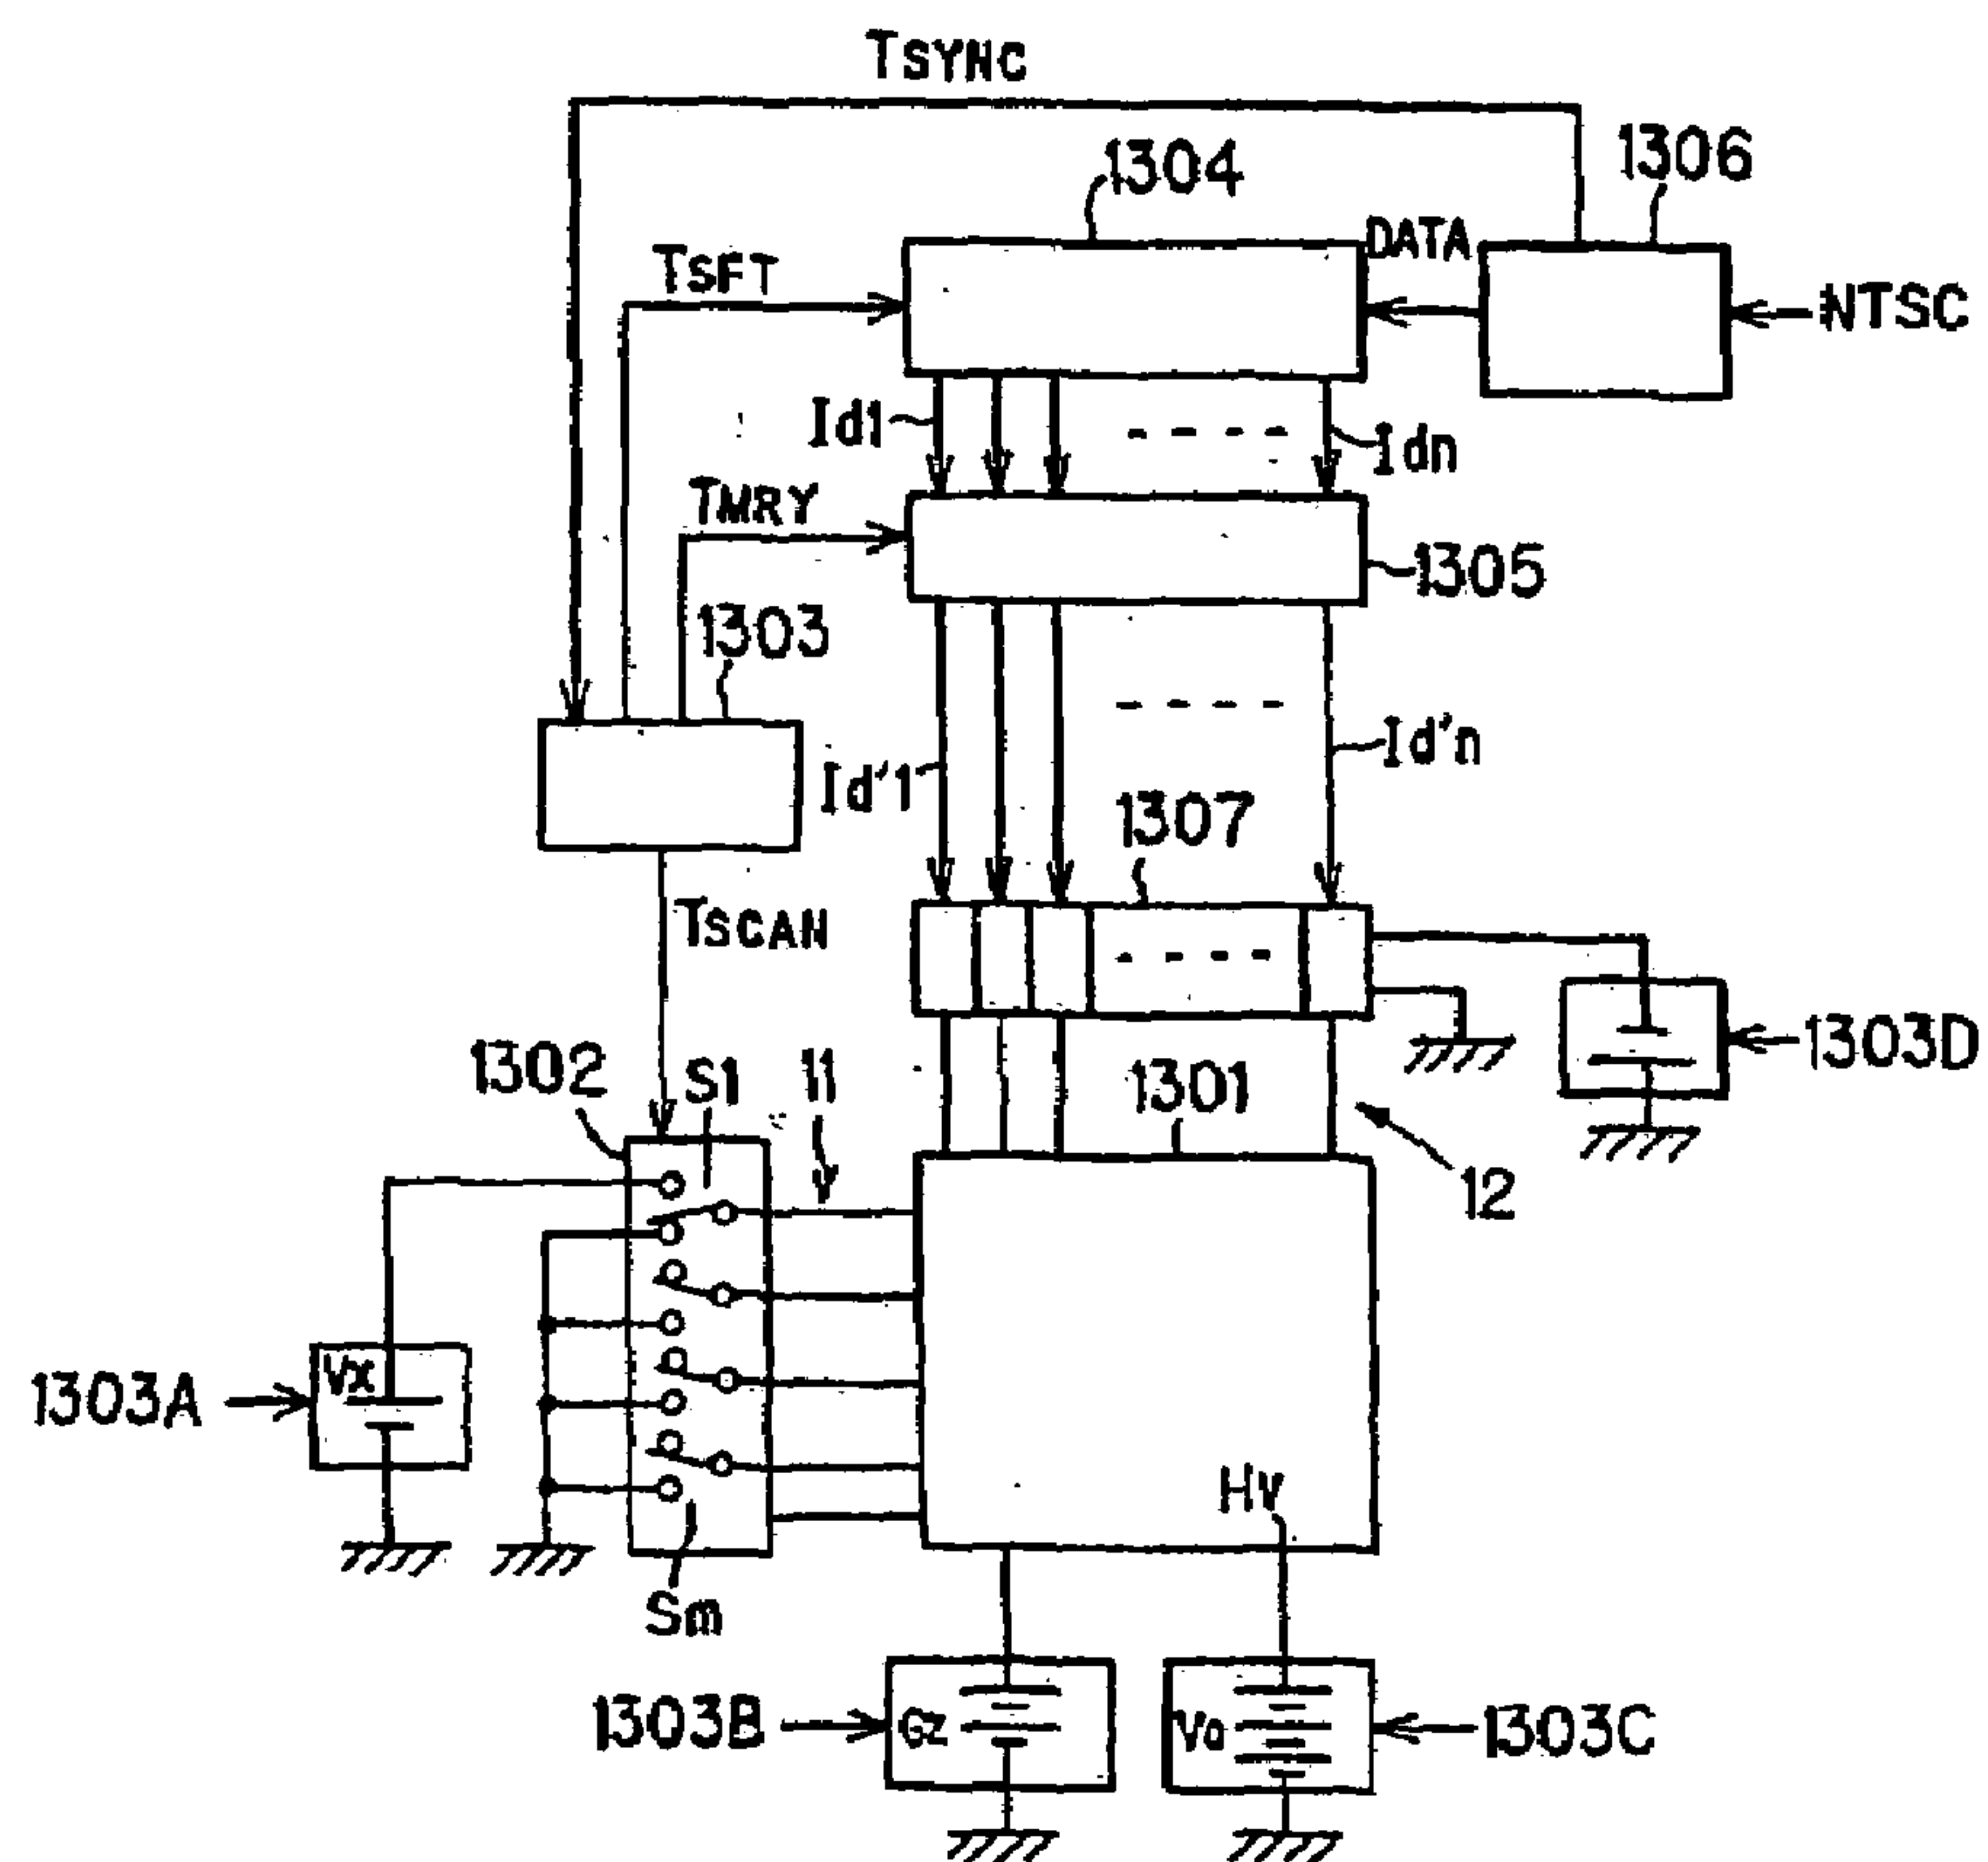 TSYNC
1304
1306
DATA
TSFT
NTSC
Id1
Idn
TMRY
1305
1303
Id'n
Id'1
1307
TSCAN
1302
S1
11
1301
1303D
12
1303A
Vx
Hv
Sm
1303B
Gz
Va
1303C